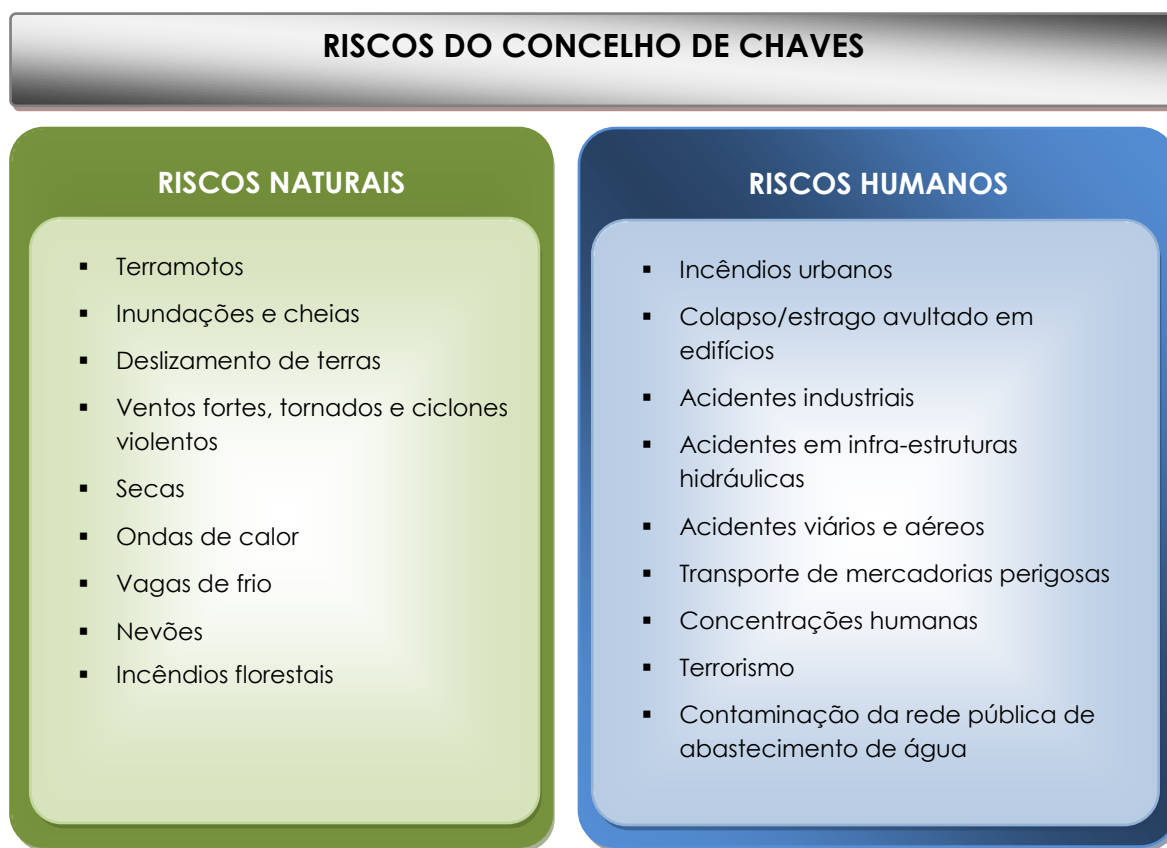 RISCOS DO CONCELHO DE CHAVES
RISCOS NATURAIS
▪ Terramotos
▪ Inundações e cheias
▪ Deslizamento de terras
▪ Ventos fortes, tornados e ciclones
violentos
▪ Secas
▪ Ondas de calor
▪ Vagas de frio
▪ Nevões
▪ Incêndios florestais
RISCOS HUMANOS
▪ Incêndios urbanos
▪ Colapso/estrago avultado em
edifícios
▪ Acidentes industriais
▪ Acidentes em infra-estruturas
hidráulicas
▪ Acidentes viários e aéreos
▪ Transporte de mercadorias perigosas
▪ Concentrações humanas
▪ Terrorismo
▪ Contaminação da rede pública de
abastecimento de água